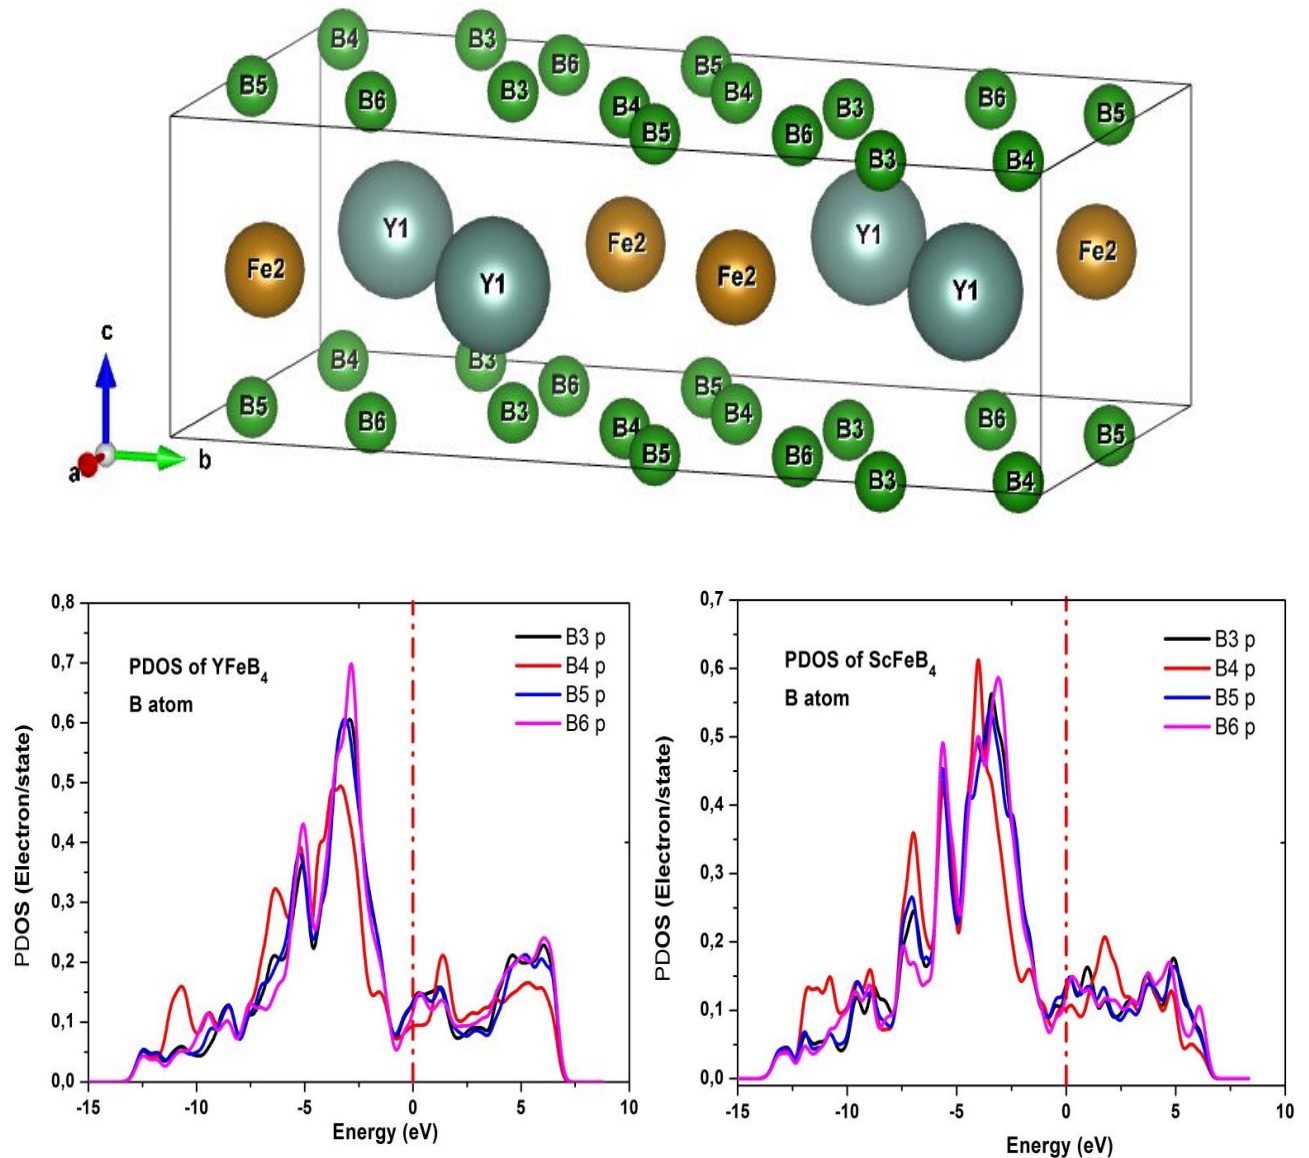 B4 B3
B5 B6 B6 B5
B3 B4 B4 B3 B6 B5
B5 B6 B3 B4
Y1 Fe2 Y1 Fe2
Fe2 Y1 Fe2 Y1
c
B4 B3 B6 B5
B5 B6 B3 B4 B4 B3 B6 B5
B5 B6 B3 B4
a b
PDOS (Electron/state)
0,8
0,7
0,6
0,5
0,4
0,3
0,2
0,1
0,0
PDOS of YFeB4
B atom
B3 p
B4 p
B5 p
B6 p
-15 -10 -5 0 5 10
Energy (eV)
PDOS (Electron/state)
0,7
0,6
0,5
0,4
0,3
0,2
0,1
0,0
PDOS of ScFeB4
B atom
B3 p
B4 p
B5 p
B6 p
-15 -10 -5 0 5 10
Energy (eV)